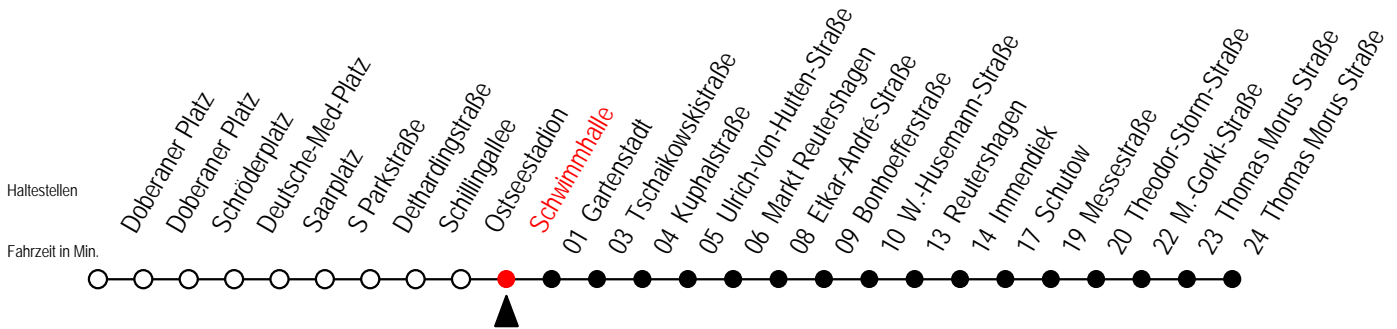 Haltestellen
Fahrzeit in Min.
Doberaner Platz
Doberaner Platz
Schröderplatz
Deutsche-Med-Platz
Saarplatz
S Parkstraße
Dethardingstraße
Schillingallee
Ostseestadion
Schwimmhalle
01 Gartenstadt
03 Tschaikowskistraße
04 Kuphalstraße
05 Ulrich-von-Hutten-Straße
06 Markt Reutershagen
08 Etkar-André-Straße
09 Bonhoefferstraße
10 W.-Husemann-Straße
13 Reutershagen
14 Immendiek
17 Schutow
19 Messestraße
20 Theodor-Storm-Straße
22 M.-Gorki-Straße
23 Thomas Morus Straße
24 Thomas Morus Straße